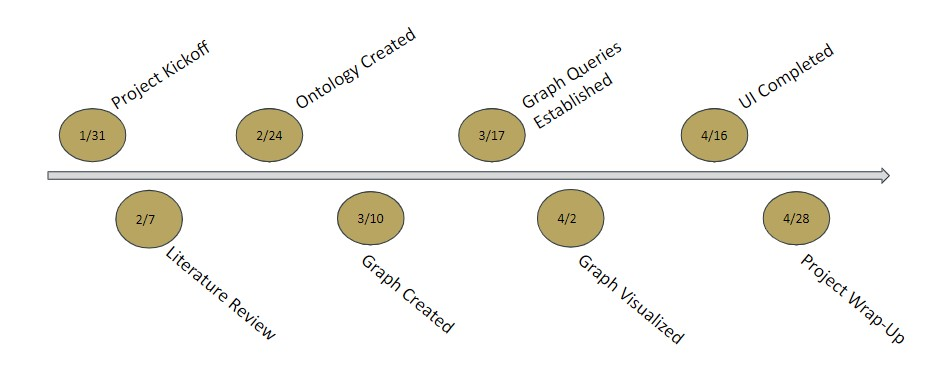 Project Kickoff
1/31
2/7
Literature Review
Ontology Created
2/24
3/10
Graph Created
Graph Queries
Established
3/17
4/2
Graph Visualized
UI Completed
4/16
4/28
Project Wrap-Up